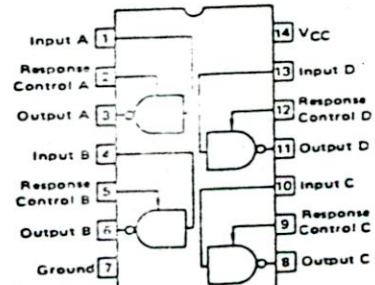 Input A 1
Response
Control A 2
Output A 3
Input B 4
Response
Control B 5
Output B 6
Ground 7
14 VCC
13 Input D
12 Response
Control D
11 Output D
10 Input C
9 Response
Control C
8 Output C